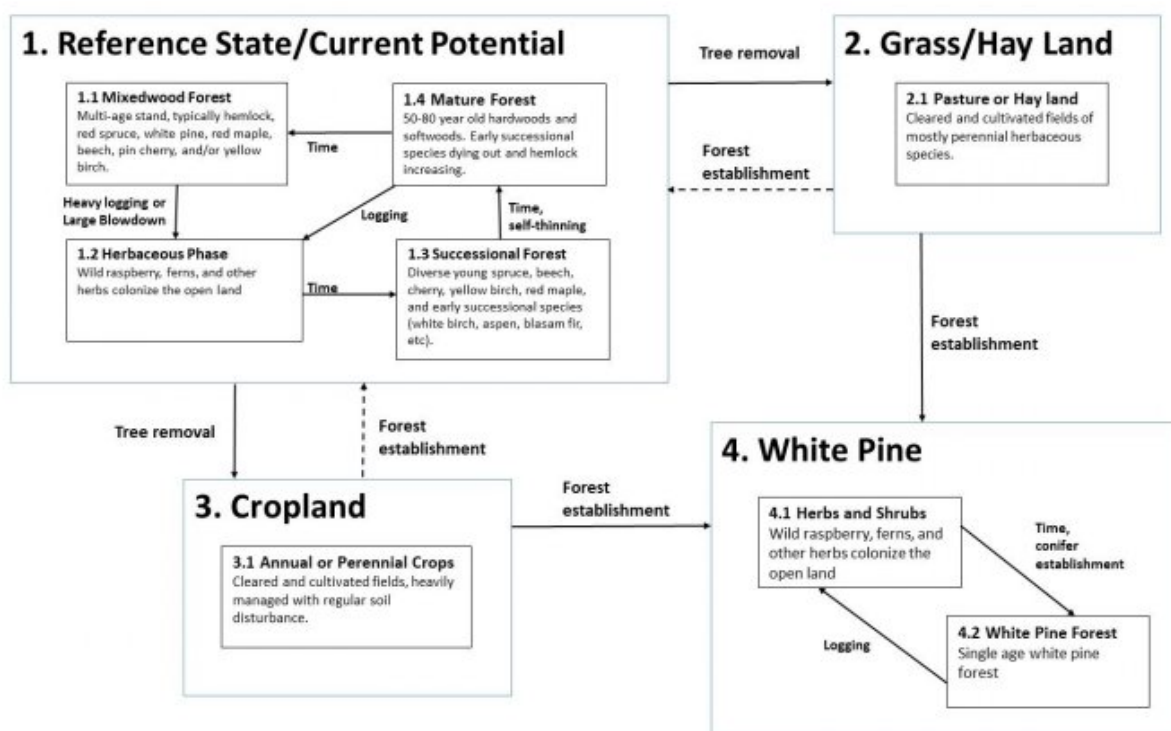 1. Reference State/Current Potential
1.1 Mixedwood Forest
Multi-age stand, typically hemlock,
red spruce, white pine, red maple,
beech, pin cherry, and/or yellow
birch.
1.4 Mature Forest
50-80 year old hardwoods and
softwoods. Early successional
species dying out and hemlock
increasing.
Time
Heavy logging or
Large Blowdown
Logging
Time,
self-thinning
1.2 Herbaceous Phase
Wild raspberry, ferns, and other
herbs colonize the open land
Time
1.3 Successional Forest
Diverse young spruce, beech,
cherry, yellow birch, red maple,
and early successional species
(white birch, aspen, blasam fir,
etc).
Tree removal
Forest
establishment
2. Grass/Hay Land
2.1 Pasture or Hay land
Cleared and cultivated fields of
mostly perennial herbaceous
species.
Forest
establishment
Tree removal
Forest
establishment
3. Cropland
3.1 Annual or Perennial Crops
Cleared and cultivated fields, heavily
managed with regular soil
disturbance.
Forest
establishment
4. White Pine
4.1 Herbs and Shrubs
Wild raspberry, ferns, and
other herbs colonize the
open land
Time,
conifer
establishment
Logging
4.2 White Pine Forest
Single age white pine
forest